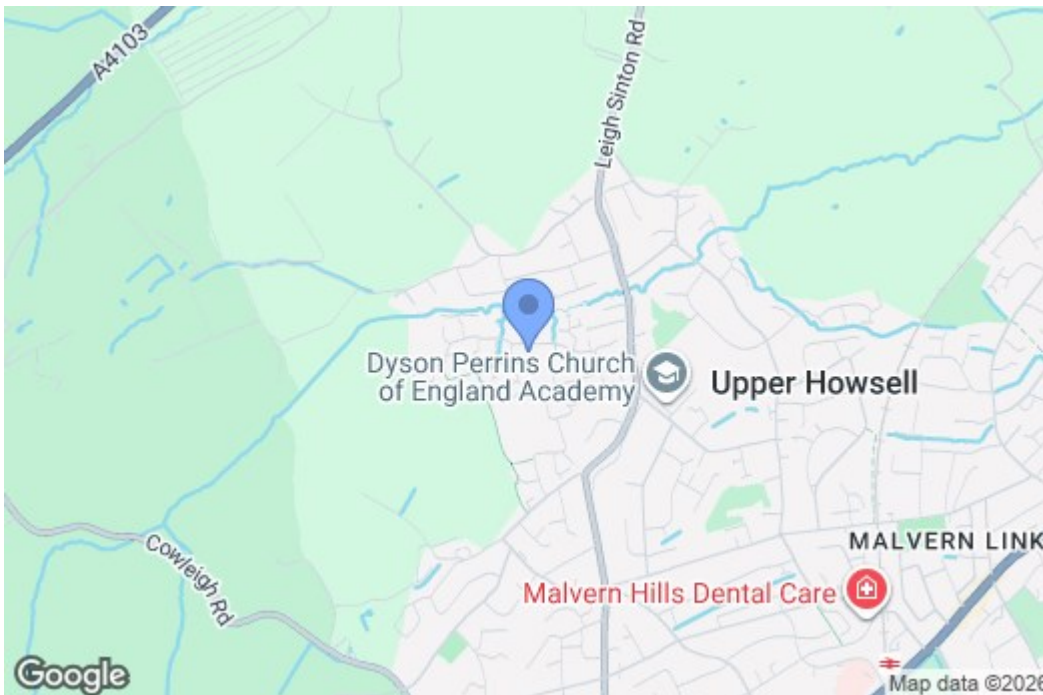 A4103
Leigh Sinton Rd
Dyson Perrins Church
of England Academy
Upper Howsell
Cowleigh Rd
MALVERN LINK
Malvern Hills Dental Care
Google
Map data ©2026